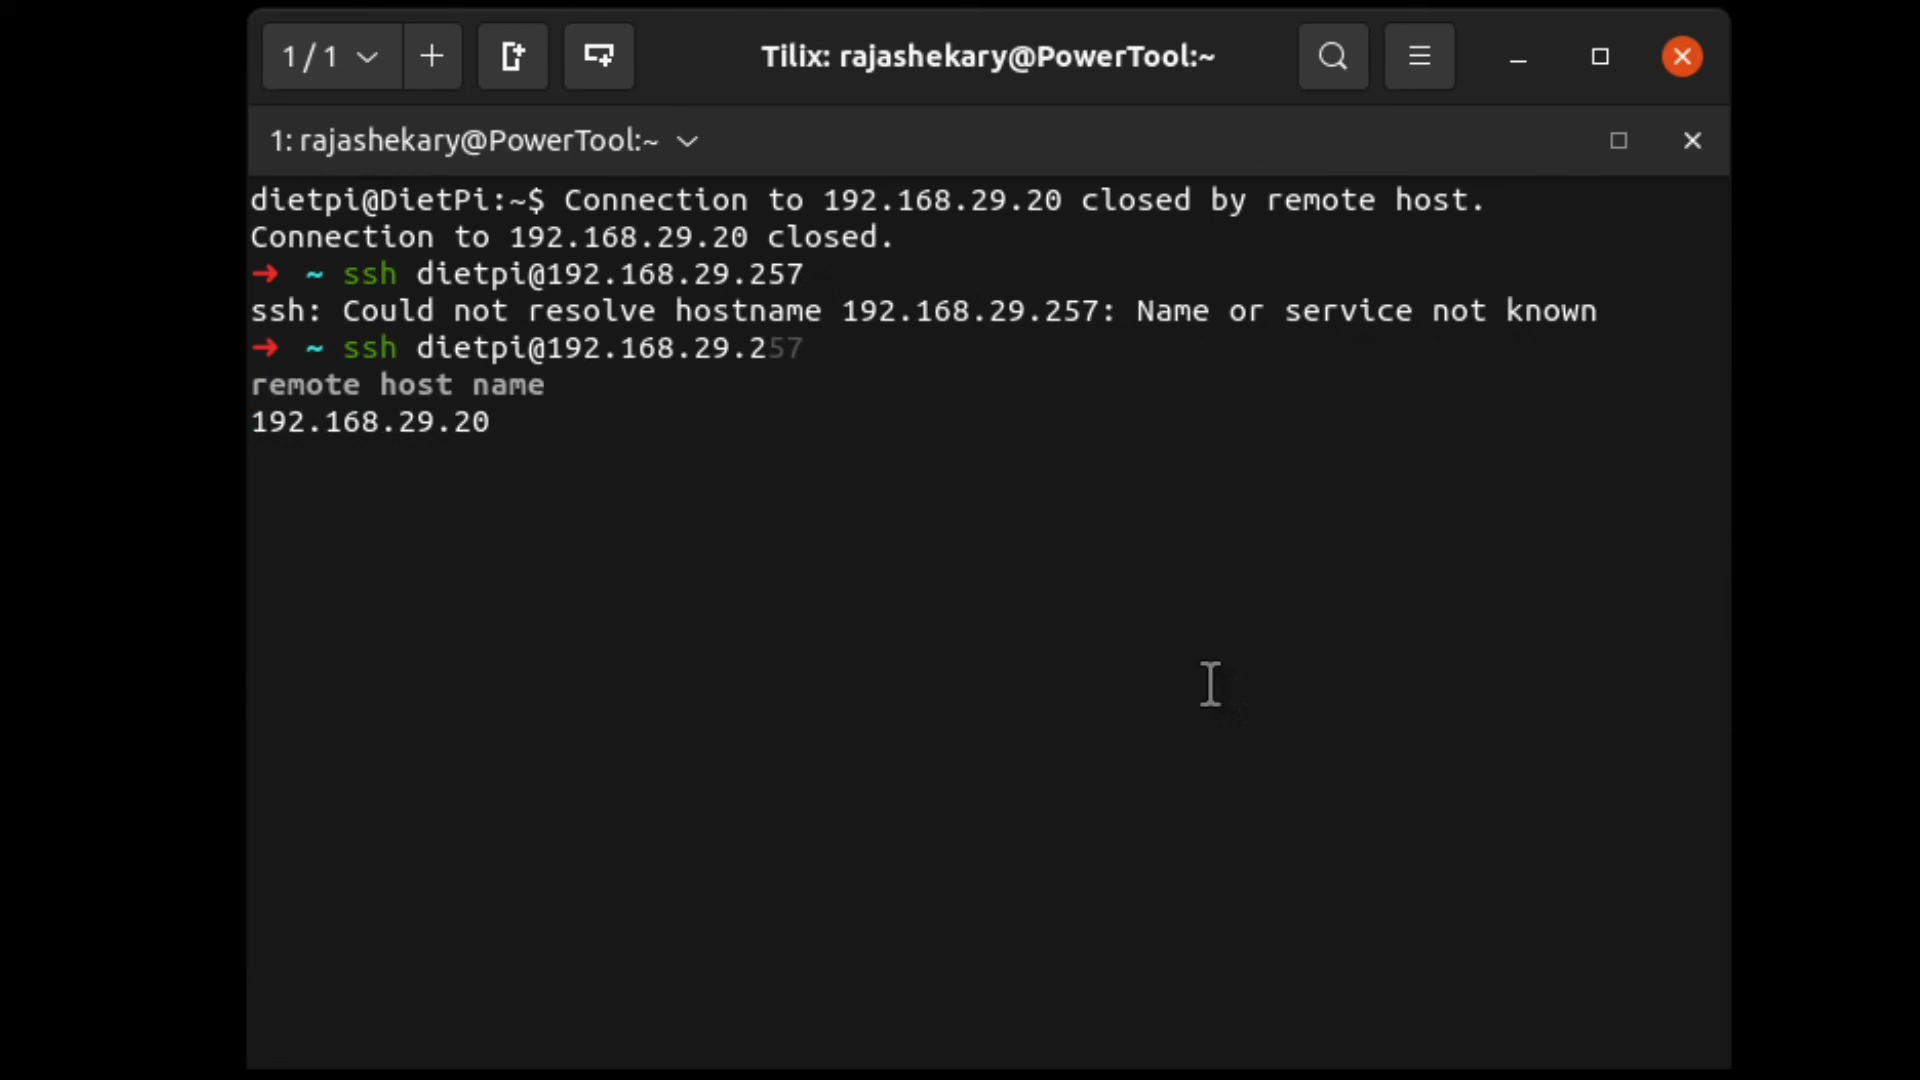 1 / 1
Tilix: rajashekary@PowerTool:~
1: rajashekary@PowerTool:~
dietpi@DietPi:~$ Connection to 192.168.29.20 closed by remote host.
Connection to 192.168.29.20 closed.
➜ ~ ssh dietpi@192.168.29.257
ssh: Could not resolve hostname 192.168.29.257: Name or service not known
➜ ~ ssh dietpi@192.168.29.257
remote host name
192.168.29.20